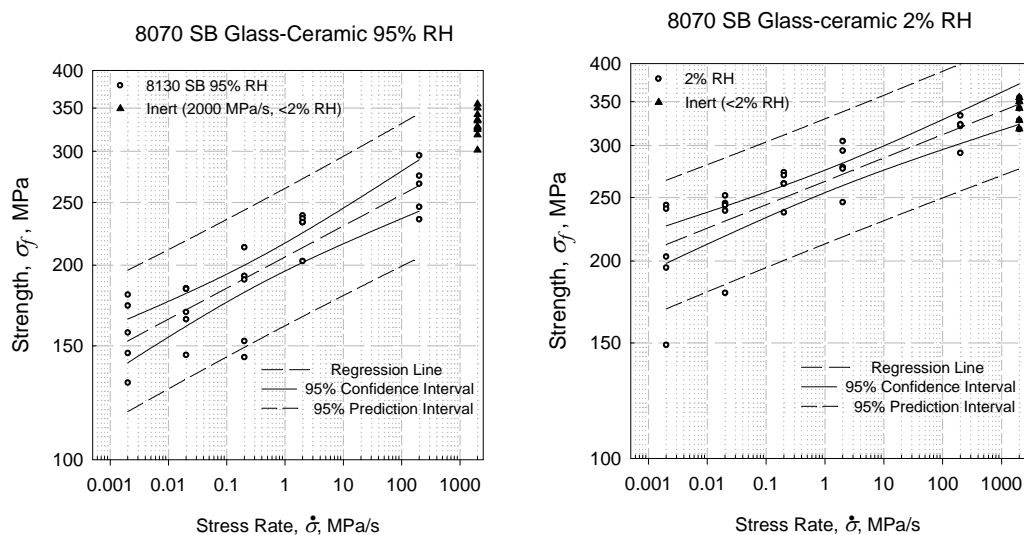 8070 SB Glass-Ceramic 95% RH
400
350
300
250
200
150
100
8130 SB 95% RH
Inert (2000 MPa/s, <2% RH)
Regression Line
95% Confidence Interval
95% Prediction Interval
0.001 0.01 0.1 1 10 100 1000
Strength, σf, MPa
Stress Rate, σ̇, MPa/s
8070 SB Glass-ceramic 2% RH
400
350
300
250
200
150
100
2% RH
Inert (<2% RH)
Regression Line
95% Confidence Interval
95% Prediction Interval
0.001 0.01 0.1 1 10 100 1000
Strength, σf, MPa
Stress Rate, σ̇, MPa/s